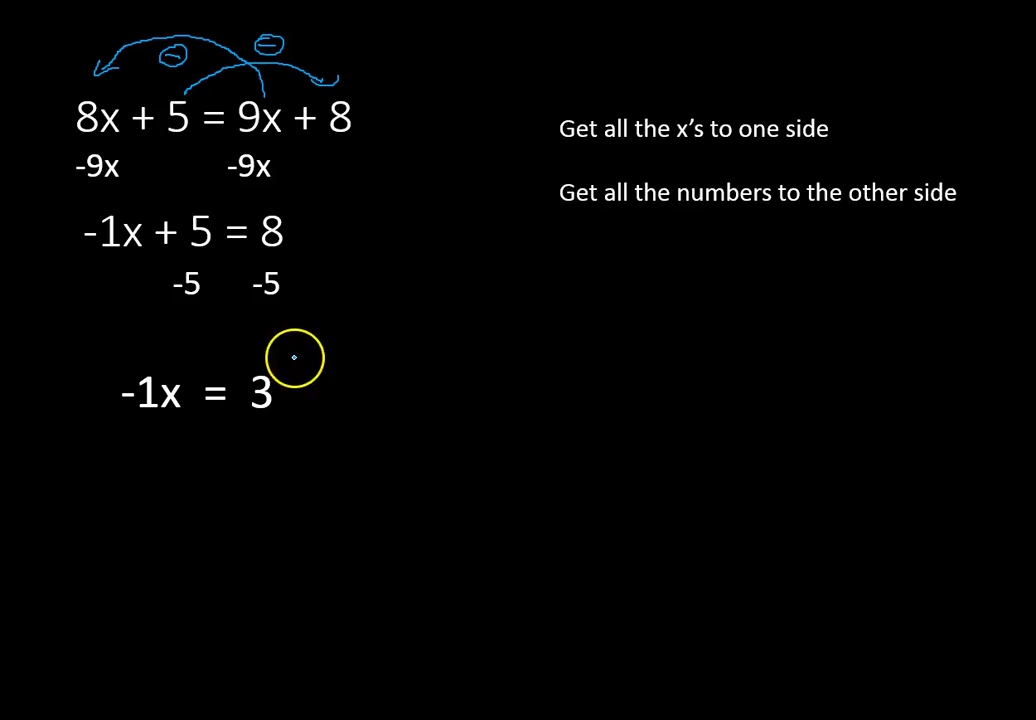 8x + 5 = 9x + 8
-9x -9x
-1x + 5 = 8
-5 -5
-1x = 3
Get all the x’s to one side
Get all the numbers to the other side